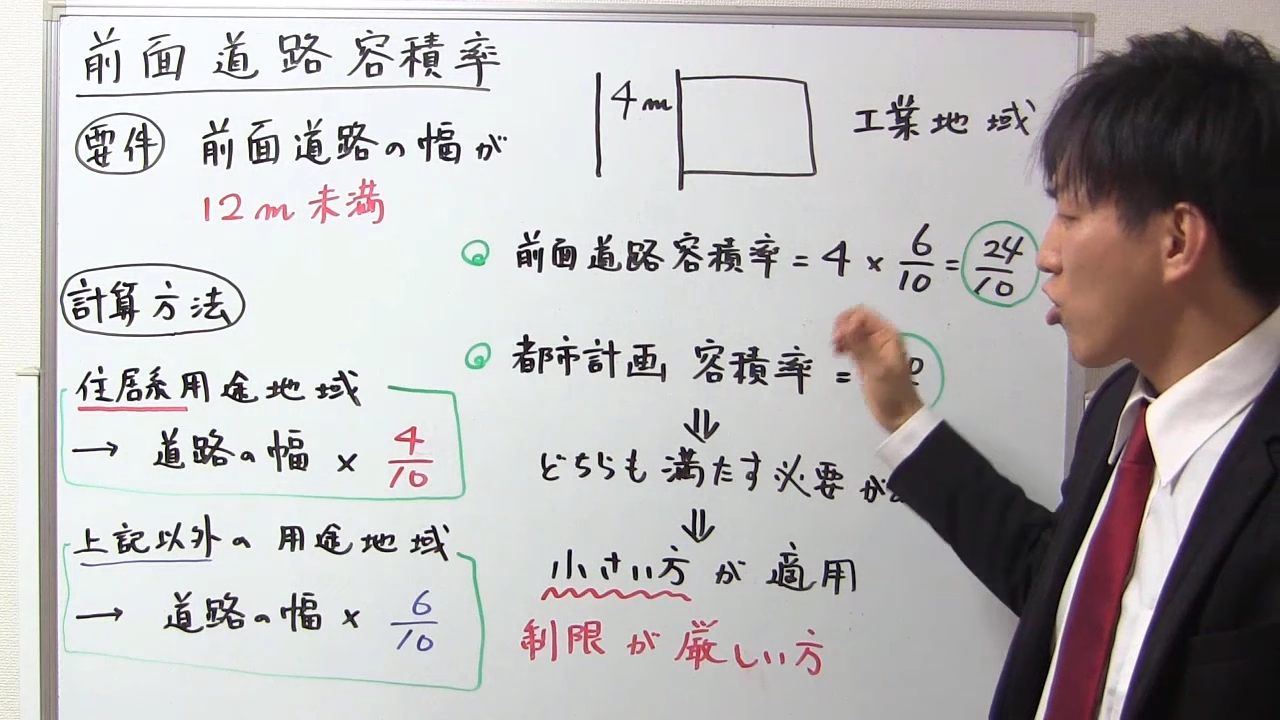 前面道路容積率
要件 前面道路の幅が
12m未満
計算方法
住居系用途地域
→ 道路の幅 × 4/10
上記以外の用途地域
→ 道路の幅 × 6/10
4m 工業地域
前面道路容積率 = 4 × 6/10 = 24/10
都市計画 容積率 =
⇓
どちらも満たす必要が
⇓
小さい方が適用
制限が厳しい方